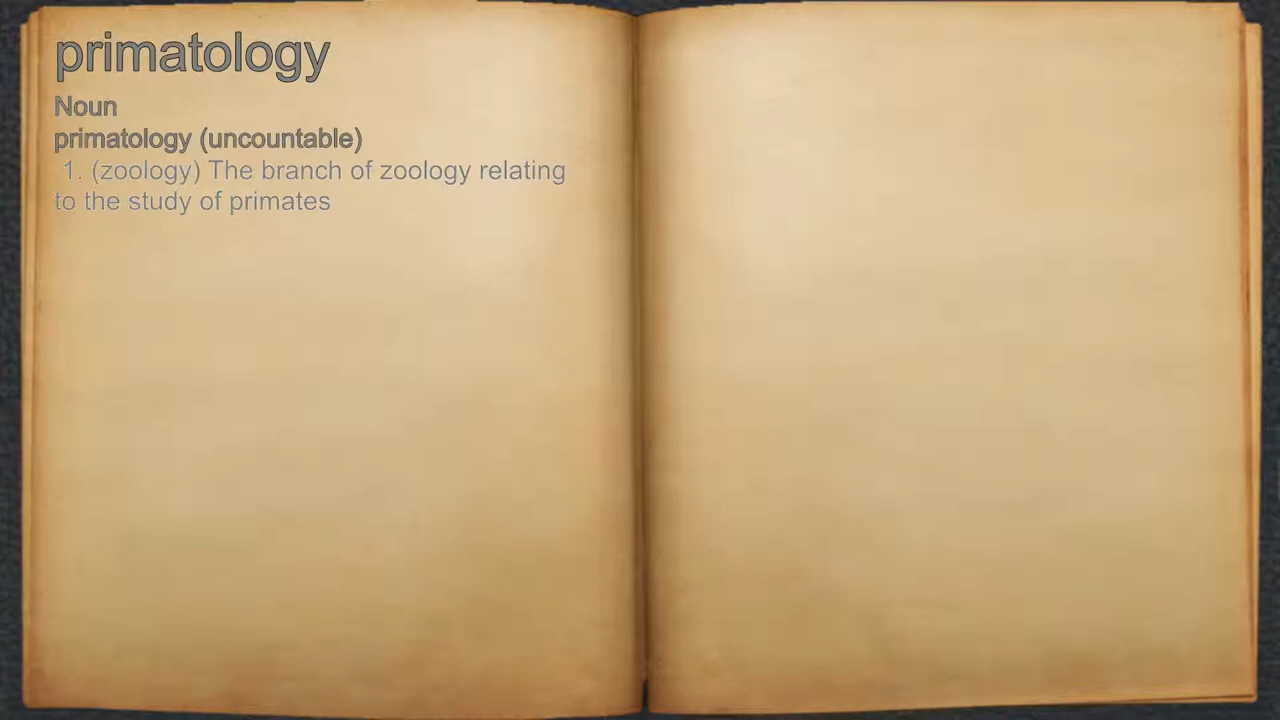 primatology
Noun
primatology (uncountable)
1. (zoology) The branch of zoology relating
to the study of primates